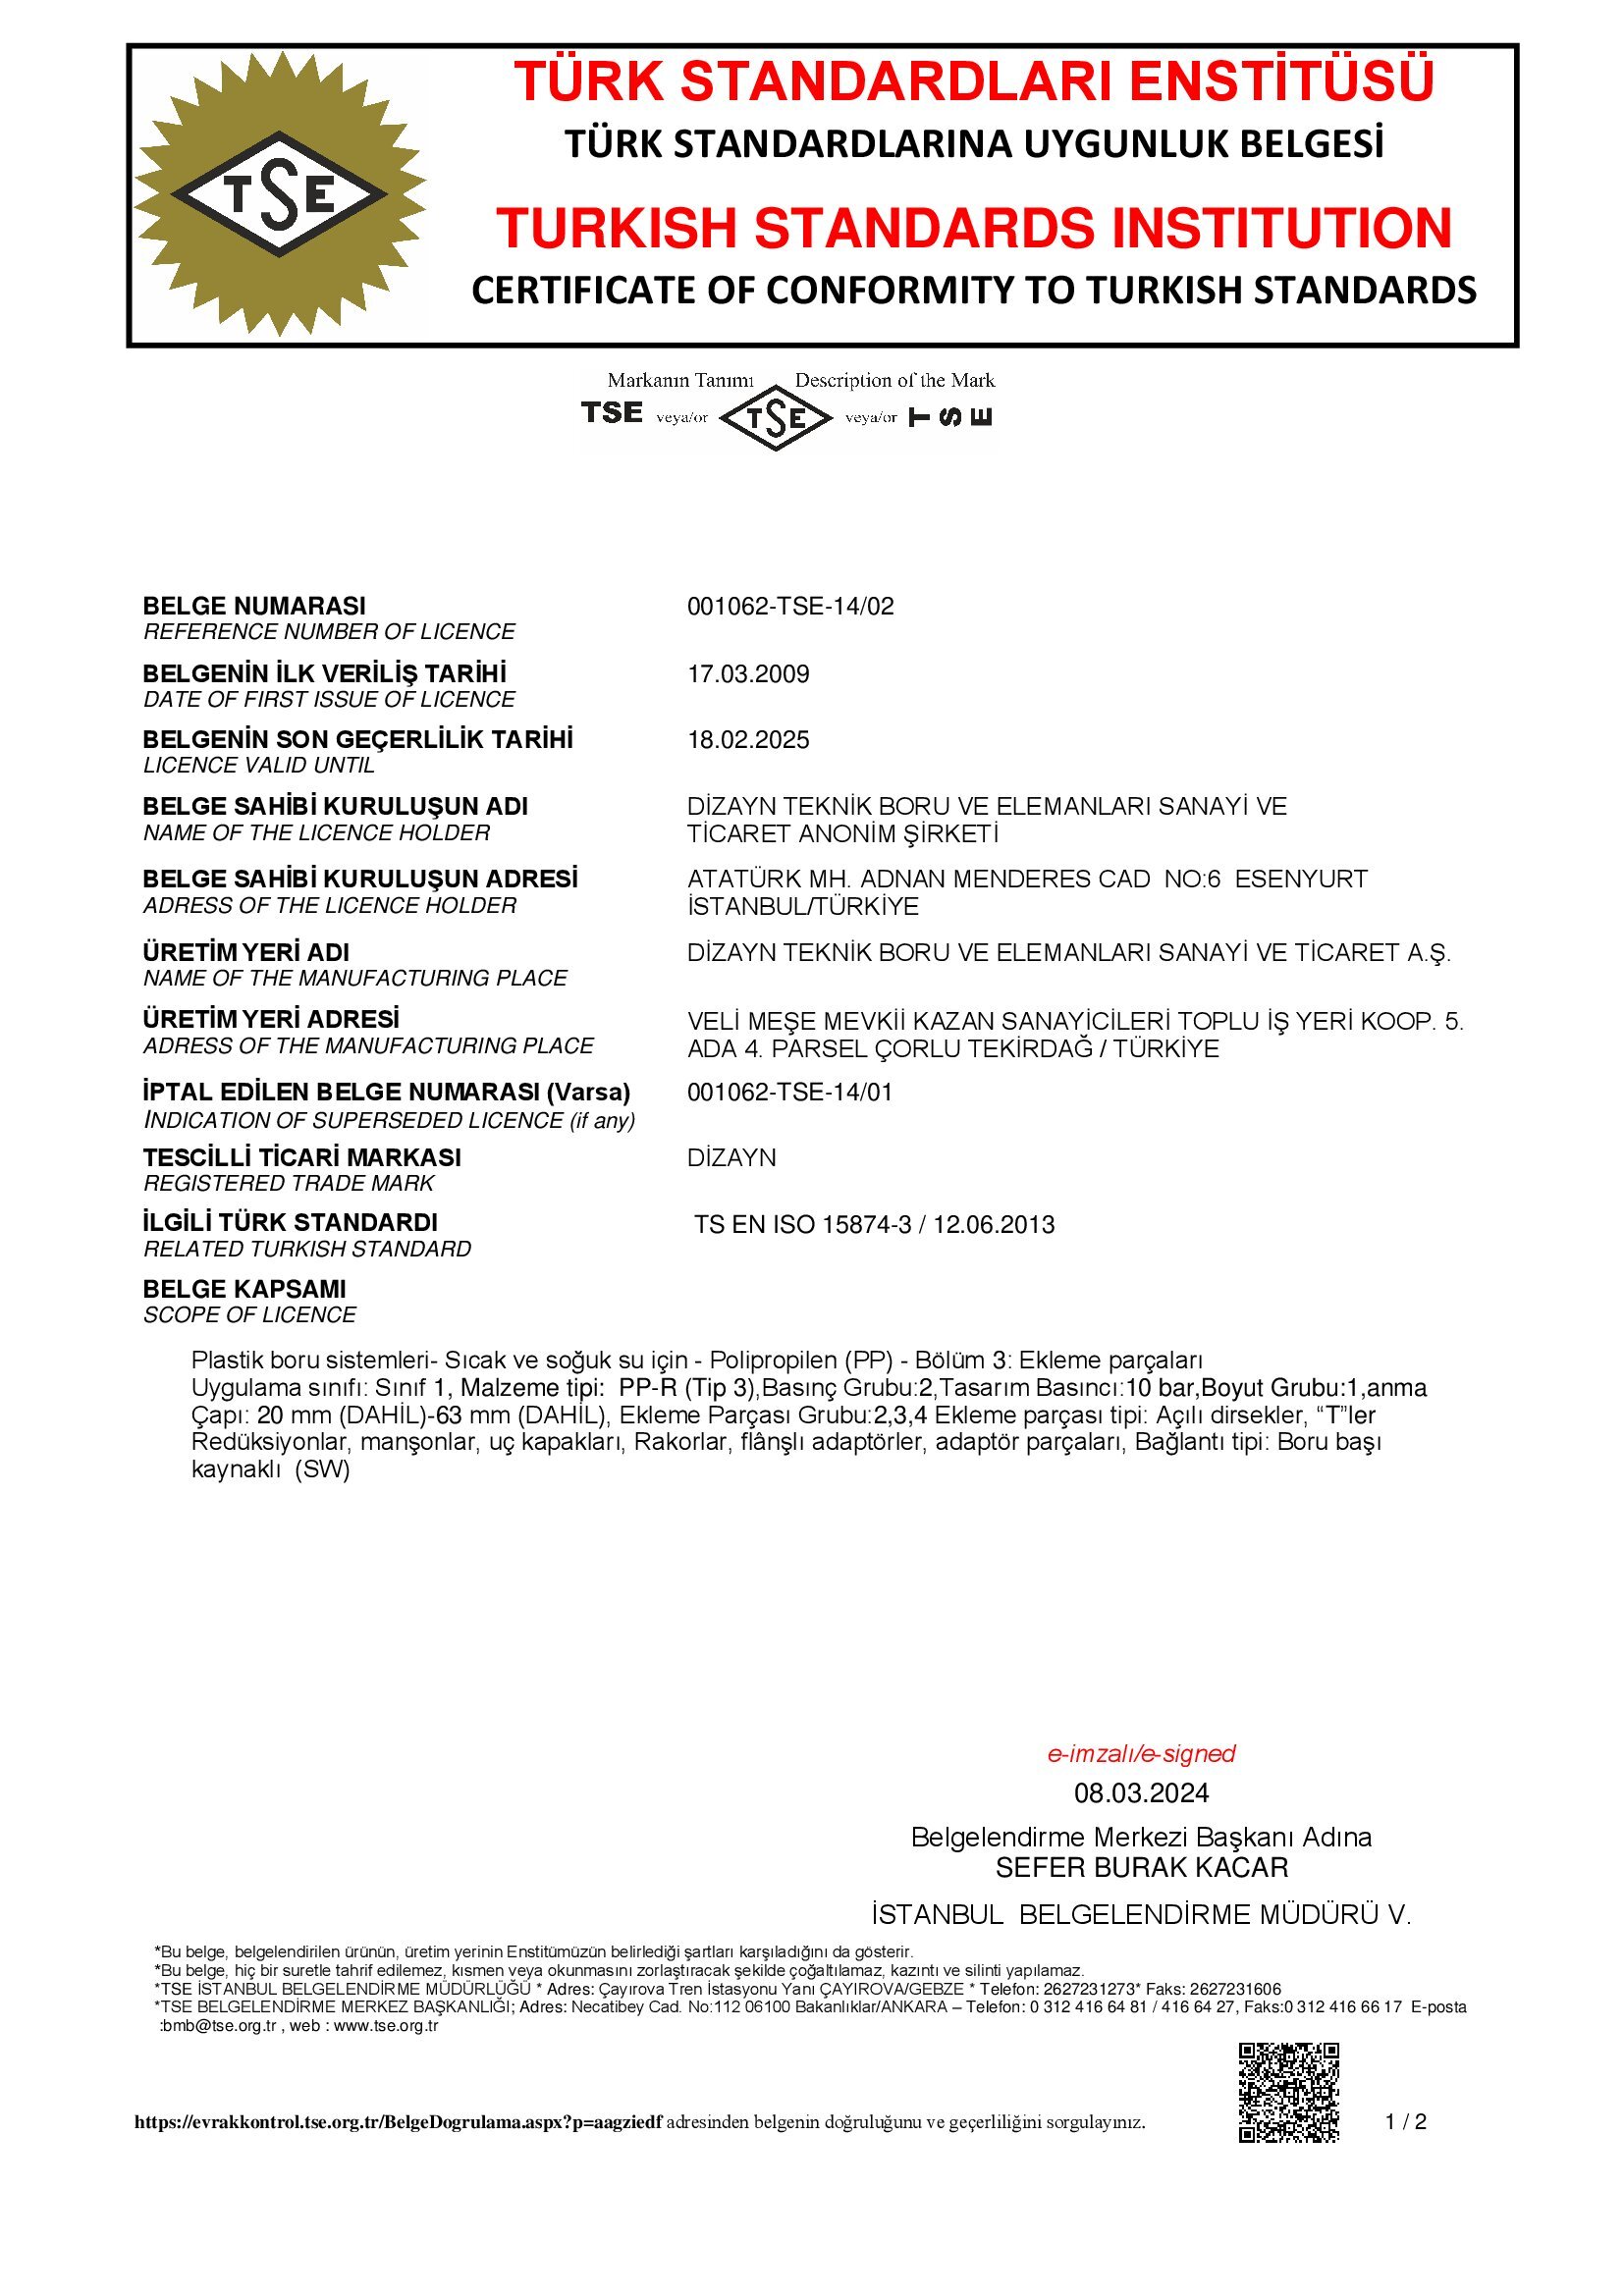 TSE
TÜRK STANDARDLARI ENSTİTÜSÜ
TÜRK STANDARDLARINA UYGUNLUK BELGESİ
TURKISH STANDARDS INSTITUTION
CERTIFICATE OF CONFORMITY TO TURKISH STANDARDS
Markanın Tanımı Description of the Mark
TSE veya/or TSE veya/or TSE
BELGE NUMARASI 001062-TSE-14/02
REFERENCE NUMBER OF LICENCE
BELGENİN İLK VERİLİŞ TARİHİ 17.03.2009
DATE OF FIRST ISSUE OF LICENCE
BELGENİN SON GEÇERLİLİK TARİHİ 18.02.2025
LICENCE VALID UNTIL
BELGE SAHİBİ KURULUŞUN ADI DİZAYN TEKNİK BORU VE ELEMANLARI SANAYİ VE
NAME OF THE LICENCE HOLDER TİCARET ANONİM ŞİRKETİ
BELGE SAHİBİ KURULUŞUN ADRESİ ATATÜRK MH. ADNAN MENDERES CAD NO:6 ESENYURT
ADRESS OF THE LICENCE HOLDER İSTANBUL/TÜRKİYE
ÜRETİM YERİ ADI DİZAYN TEKNİK BORU VE ELEMANLARI SANAYİ VE TİCARET A.Ş.
NAME OF THE MANUFACTURING PLACE
ÜRETİM YERİ ADRESİ VELİ MEŞE MEVKİİ KAZAN SANAYİCİLERİ TOPLU İŞ YERİ KOOP. 5.
ADRESS OF THE MANUFACTURING PLACE ADA 4. PARSEL ÇORLU TEKİRDAĞ / TÜRKİYE
İPTAL EDİLEN BELGE NUMARASI (Varsa) 001062-TSE-14/01
INDICATION OF SUPERSEDED LICENCE (if any)
TESCİLLİ TİCARİ MARKASI DİZAYN
REGISTERED TRADE MARK
İLGİLİ TÜRK STANDARDI TS EN ISO 15874-3 / 12.06.2013
RELATED TURKISH STANDARD
BELGE KAPSAMI
SCOPE OF LICENCE
Plastik boru sistemleri- Sıcak ve soğuk su için - Polipropilen (PP) - Bölüm 3: Ekleme parçaları
Uygulama sınıfı: Sınıf 1, Malzeme tipi: PP-R (Tip 3),Basınç Grubu:2,Tasarım Basıncı:10 bar,Boyut Grubu:1,anma
Çapı: 20 mm (DAHİL)-63 mm (DAHİL), Ekleme Parçası Grubu:2,3,4 Ekleme parçası tipi: Açılı dirsekler, “T”ler
Redüksiyonlar, manşonlar, uç kapakları, Rakorlar, flânşlı adaptörler, adaptör parçaları, Bağlantı tipi: Boru başı
kaynaklı (SW)
e-imzalı/e-signed
08.03.2024
Belgelendirme Merkezi Başkanı Adına
SEFER BURAK KACAR
İSTANBUL BELGELENDİRME MÜDÜRÜ V.
*Bu belge, belgelendirilen ürünün, üretim yerinin Enstitümüzün belirlediği şartları karşıladığını da gösterir.
*Bu belge, hiç bir suretle tahrif edilemez, kısmen veya okunmasını zorlaştıracak şekilde çoğaltılamaz, kazıntı ve silinti yapılamaz.
*TSE İSTANBUL BELGELENDİRME MÜDÜRLÜĞÜ * Adres: Çayırova Tren İstasyonu Yanı ÇAYIROVA/GEBZE * Telefon: 2627231273* Faks: 2627231606
*TSE BELGELENDİRME MERKEZ BAŞKANLIĞI; Adres: Necatibey Cad. No:112 06100 Bakanlıklar/ANKARA – Telefon: 0 312 416 64 81 / 416 64 27, Faks:0 312 416 66 17 E-posta
:bmb@tse.org.tr , web : www.tse.org.tr
https://evrakkontrol.tse.org.tr/BelgeDogrulama.aspx?p=aagziedf adresinden belgenin doğruluğunu ve geçerliliğini sorgulayınız.
1 / 2